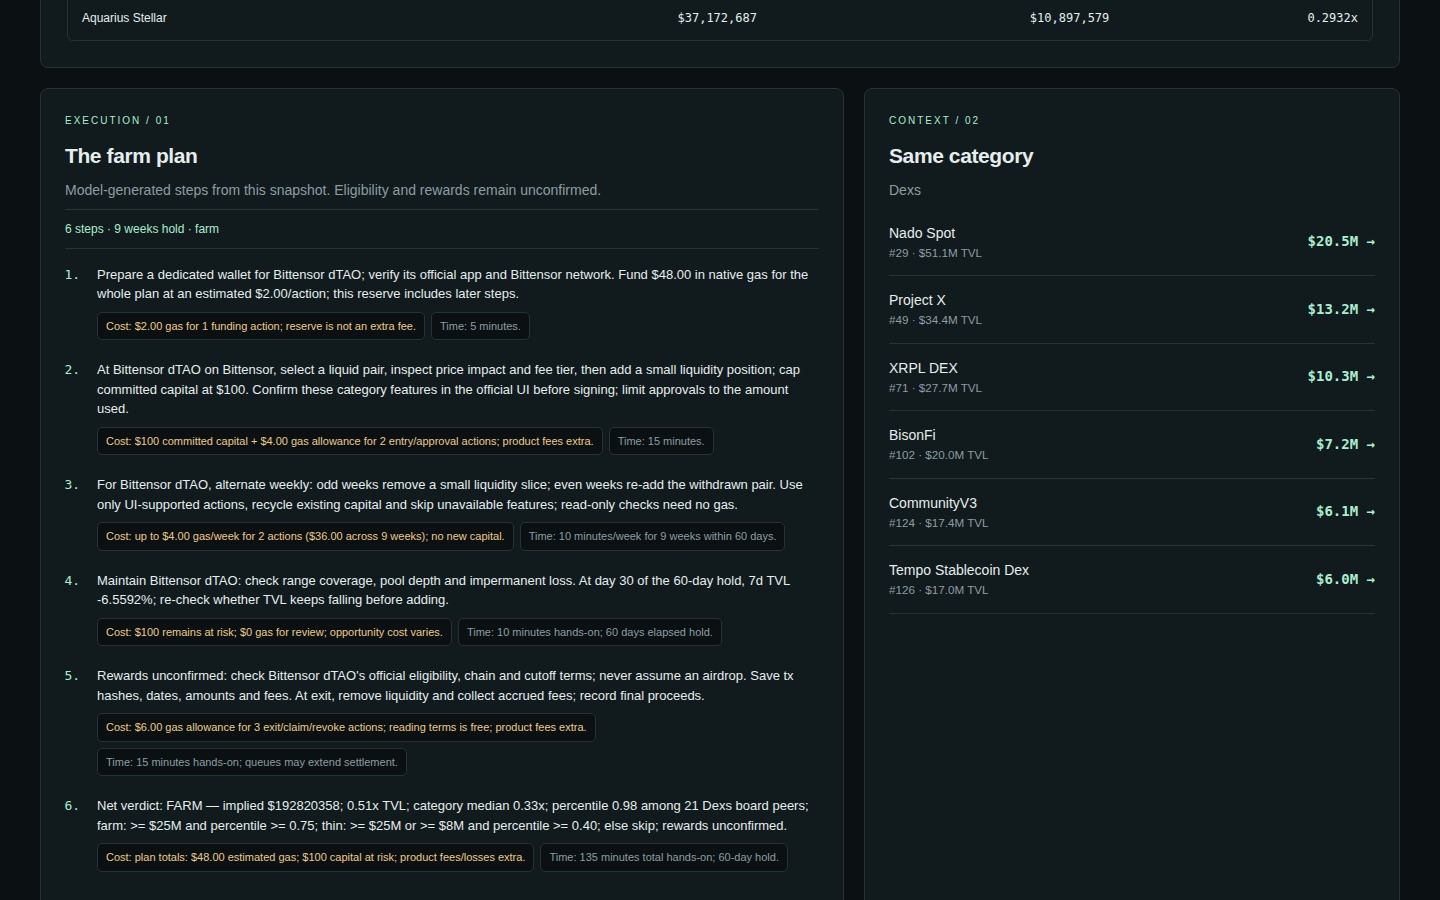 Aquarius Stellar $37,172,687 $10,897,579 0.2932x
EXECUTION / 01
The farm plan
Model-generated steps from this snapshot. Eligibility and rewards remain unconfirmed.
6 steps · 9 weeks hold · farm
1. Prepare a dedicated wallet for Bittensor dTAO; verify its official app and Bittensor network. Fund $48.00 in native gas for the
whole plan at an estimated $2.00/action; this reserve includes later steps.
Cost: $2.00 gas for 1 funding action; reserve is not an extra fee. Time: 5 minutes.
2. At Bittensor dTAO on Bittensor, select a liquid pair, inspect price impact and fee tier, then add a small liquidity position; cap
committed capital at $100. Confirm these category features in the official UI before signing; limit approvals to the amount
used.
Cost: $100 committed capital + $4.00 gas allowance for 2 entry/approval actions; product fees extra. Time: 15 minutes.
3. For Bittensor dTAO, alternate weekly: odd weeks remove a small liquidity slice; even weeks re-add the withdrawn pair. Use
only UI-supported actions, recycle existing capital and skip unavailable features; read-only checks need no gas.
Cost: up to $4.00 gas/week for 2 actions ($36.00 across 9 weeks); no new capital. Time: 10 minutes/week for 9 weeks within 60 days.
4. Maintain Bittensor dTAO: check range coverage, pool depth and impermanent loss. At day 30 of the 60-day hold, 7d TVL
-6.5592%; re-check whether TVL keeps falling before adding.
Cost: $100 remains at risk; $0 gas for review; opportunity cost varies. Time: 10 minutes hands-on; 60 days elapsed hold.
5. Rewards unconfirmed: check Bittensor dTAO's official eligibility, chain and cutoff terms; never assume an airdrop. Save tx
hashes, dates, amounts and fees. At exit, remove liquidity and collect accrued fees; record final proceeds.
Cost: $6.00 gas allowance for 3 exit/claim/revoke actions; reading terms is free; product fees extra.
Time: 15 minutes hands-on; queues may extend settlement.
6. Net verdict: FARM — implied $192820358; 0.51x TVL; category median 0.33x; percentile 0.98 among 21 Dexs board peers;
farm: >= $25M and percentile >= 0.75; thin: >= $25M or >= $8M and percentile >= 0.40; else skip; rewards unconfirmed.
Cost: plan totals: $48.00 estimated gas; $100 capital at risk; product fees/losses extra. Time: 135 minutes total hands-on; 60-day hold.
CONTEXT / 02
Same category
Dexs
Nado Spot
#29 · $51.1M TVL
$20.5M →
Project X
#49 · $34.4M TVL
$13.2M →
XRPL DEX
#71 · $27.7M TVL
$10.3M →
BisonFi
#102 · $20.0M TVL
$7.2M →
CommunityV3
#124 · $17.4M TVL
$6.1M →
Tempo Stablecoin Dex
#126 · $17.0M TVL
$6.0M →